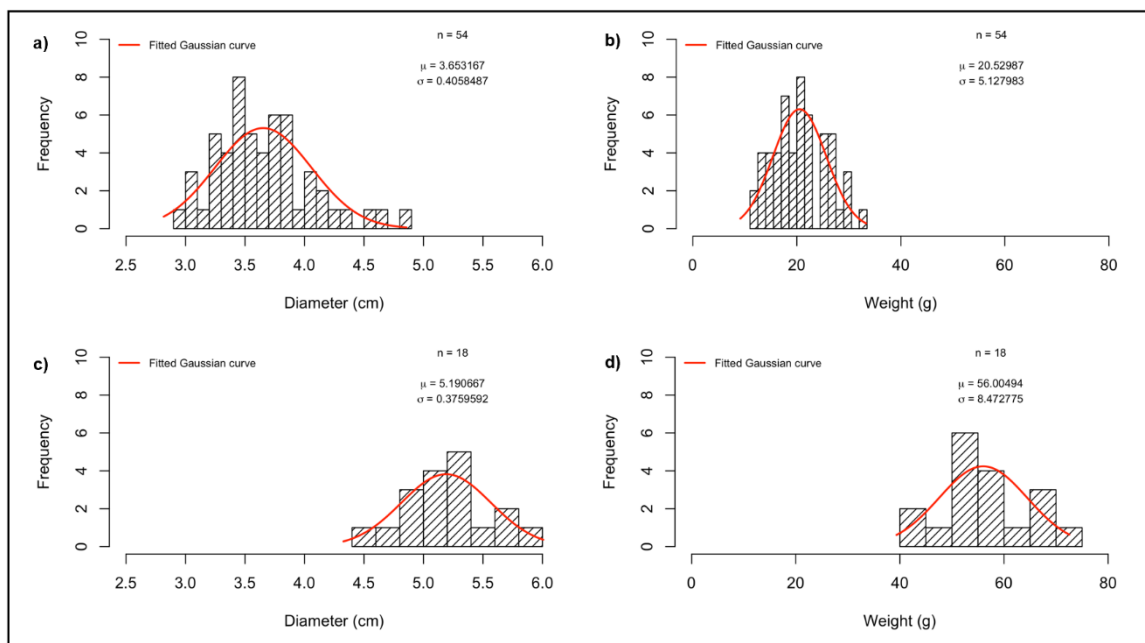 a)
Fitted Gaussian curve
n = 54
μ = 3.653167
σ = 0.4058487
Frequency
0 2 4 6 8 10
2.5 3.0 3.5 4.0 4.5 5.0 5.5 6.0
Diameter (cm)
b)
Fitted Gaussian curve
n = 54
μ = 20.52987
σ = 5.127983
Frequency
0 2 4 6 8 10
0 20 40 60 80
Weight (g)
c)
Fitted Gaussian curve
n = 18
μ = 5.190667
σ = 0.3759592
Frequency
0 2 4 6 8 10
2.5 3.0 3.5 4.0 4.5 5.0 5.5 6.0
Diameter (cm)
d)
Fitted Gaussian curve
n = 18
μ = 56.00494
σ = 8.472775
Frequency
0 2 4 6 8 10
0 20 40 60 80
Weight (g)